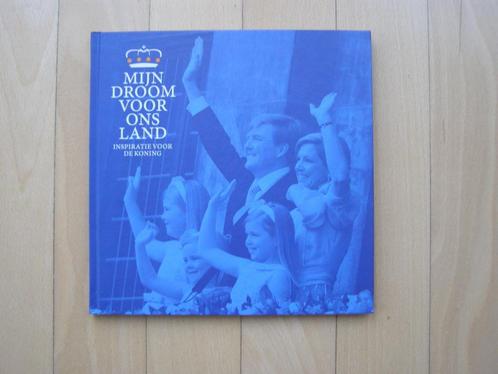 MIJN
DROOM
VOOR
ONS
LAND
INSPIRATIE VOOR
DE KONING